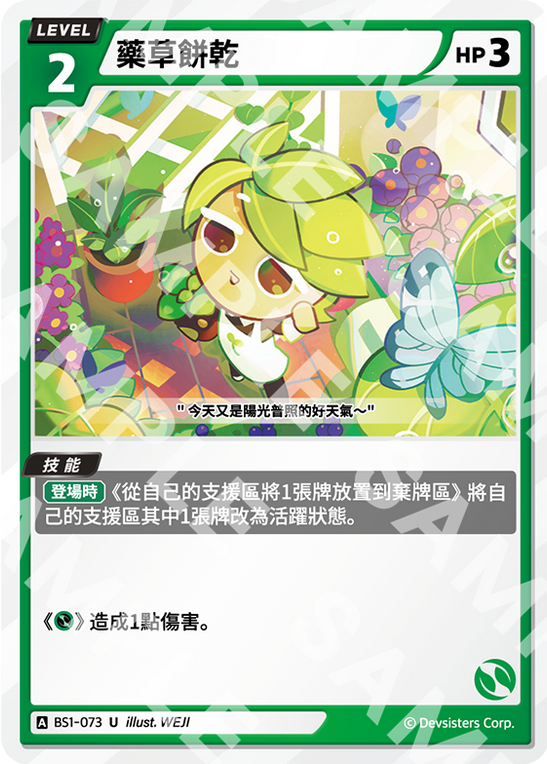 LEVEL
2
藥草餅乾
HP 3
" 今天又是陽光普照的好天氣～"
技能
登場時 《從自己的支援區將1張牌放置到棄牌區》將自
己的支援區其中1張牌改為活躍狀態。
《》造成1點傷害。
A BS1-073 U illust. WEJI
© Devsisters Corp.
SAMPLE